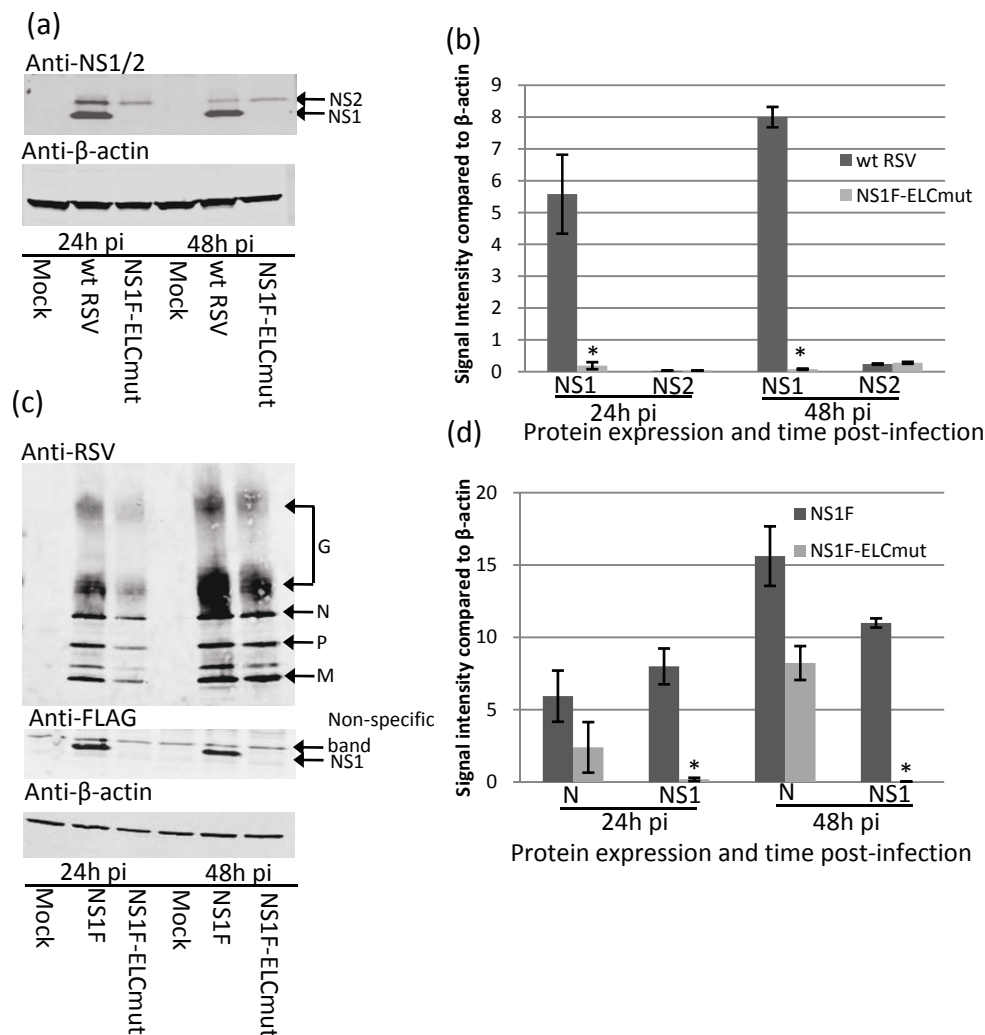 (a)
Anti-NS1/2
NS2
NS1
Anti-β-actin
24h pi
48h pi
Mock
wt RSV
NS1F-ELCmut
Mock
wt RSV
NS1F-ELCmut
(b)
Signal Intensity compared to β-actin
9
8
7
6
5
4
3
2
1
0
wt RSV
NS1F-ELCmut
*
*
NS1
NS2
NS1
NS2
24h pi
48h pi
Protein expression and time post-infection
(c)
Anti-RSV
G
N
P
M
Anti-FLAG
Non-specific
band
NS1
Anti-β-actin
24h pi
48h pi
Mock
NS1F
NS1F-ELCmut
Mock
NS1F
NS1F-ELCmut
(d)
Signal intensity compared to β-actin
20
15
10
5
0
NS1F
NS1F-ELCmut
*
*
N
NS1
N
NS1
24h pi
48h pi
Protein expression and time post-infection